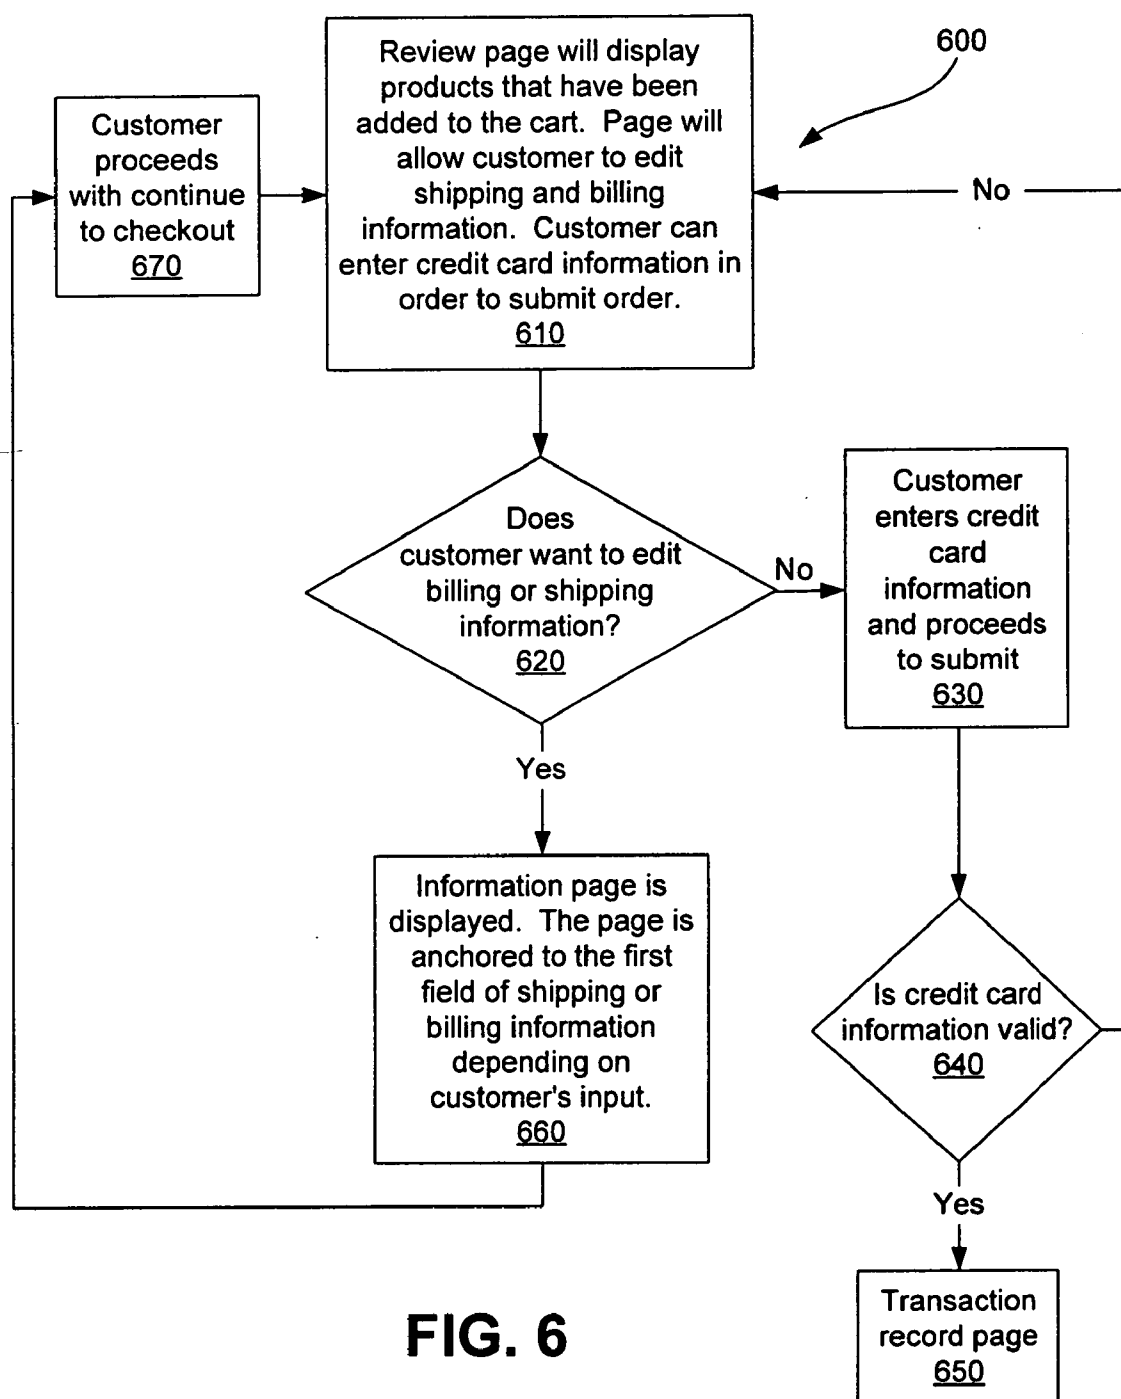 600
Review page will display
products that have been
added to the cart. Page will
allow customer to edit
shipping and billing
information. Customer can
enter credit card information in
order to submit order.
610
Customer
proceeds
with continue
to checkout
670
No
Does
customer want to edit
billing or shipping
information?
620
No
Customer
enters credit
card
information
and proceeds
to submit
630
Yes
Information page is
displayed. The page is
anchored to the first
field of shipping or
billing information
depending on
customer's input.
660
Is credit card
information valid?
640
Yes
Transaction
record page
650
FIG. 6